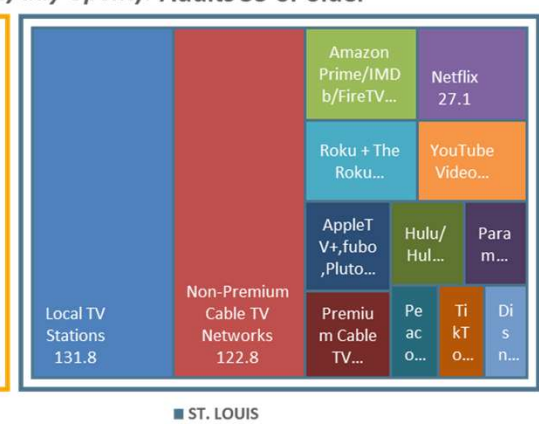 Adults 35 or older
Amazon
Prime/IMD
b/FireTV...
Netflix
27.1
Roku + The
Roku...
YouTube
Video...
AppleT
V+,fubo
,Pluto...
Hulu/
Hul...
Para
m...
Local TV
Stations
131.8
Non-Premium
Cable TV
Networks
122.8
Premiu
m Cable
TV...
Pe
ac
o...
Ti
kT
o...
Di
s
n...
ST. LOUIS